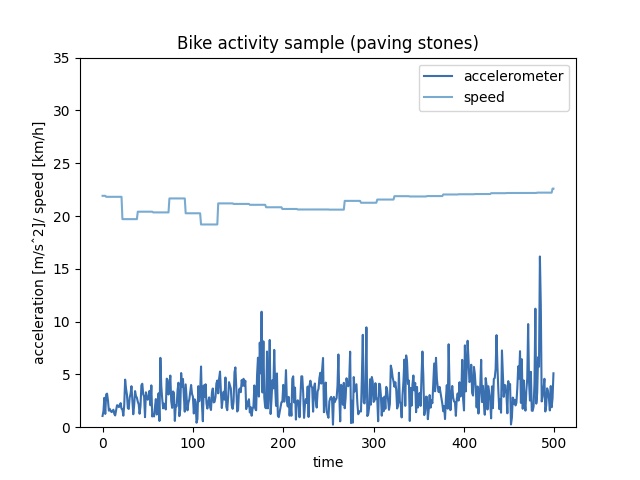 Bike activity sample (paving stones)
accelerometer
speed
35
30
25
20
15
10
5
0
acceleration [m/s^2]/ speed [km/h]
0 100 200 300 400 500
time